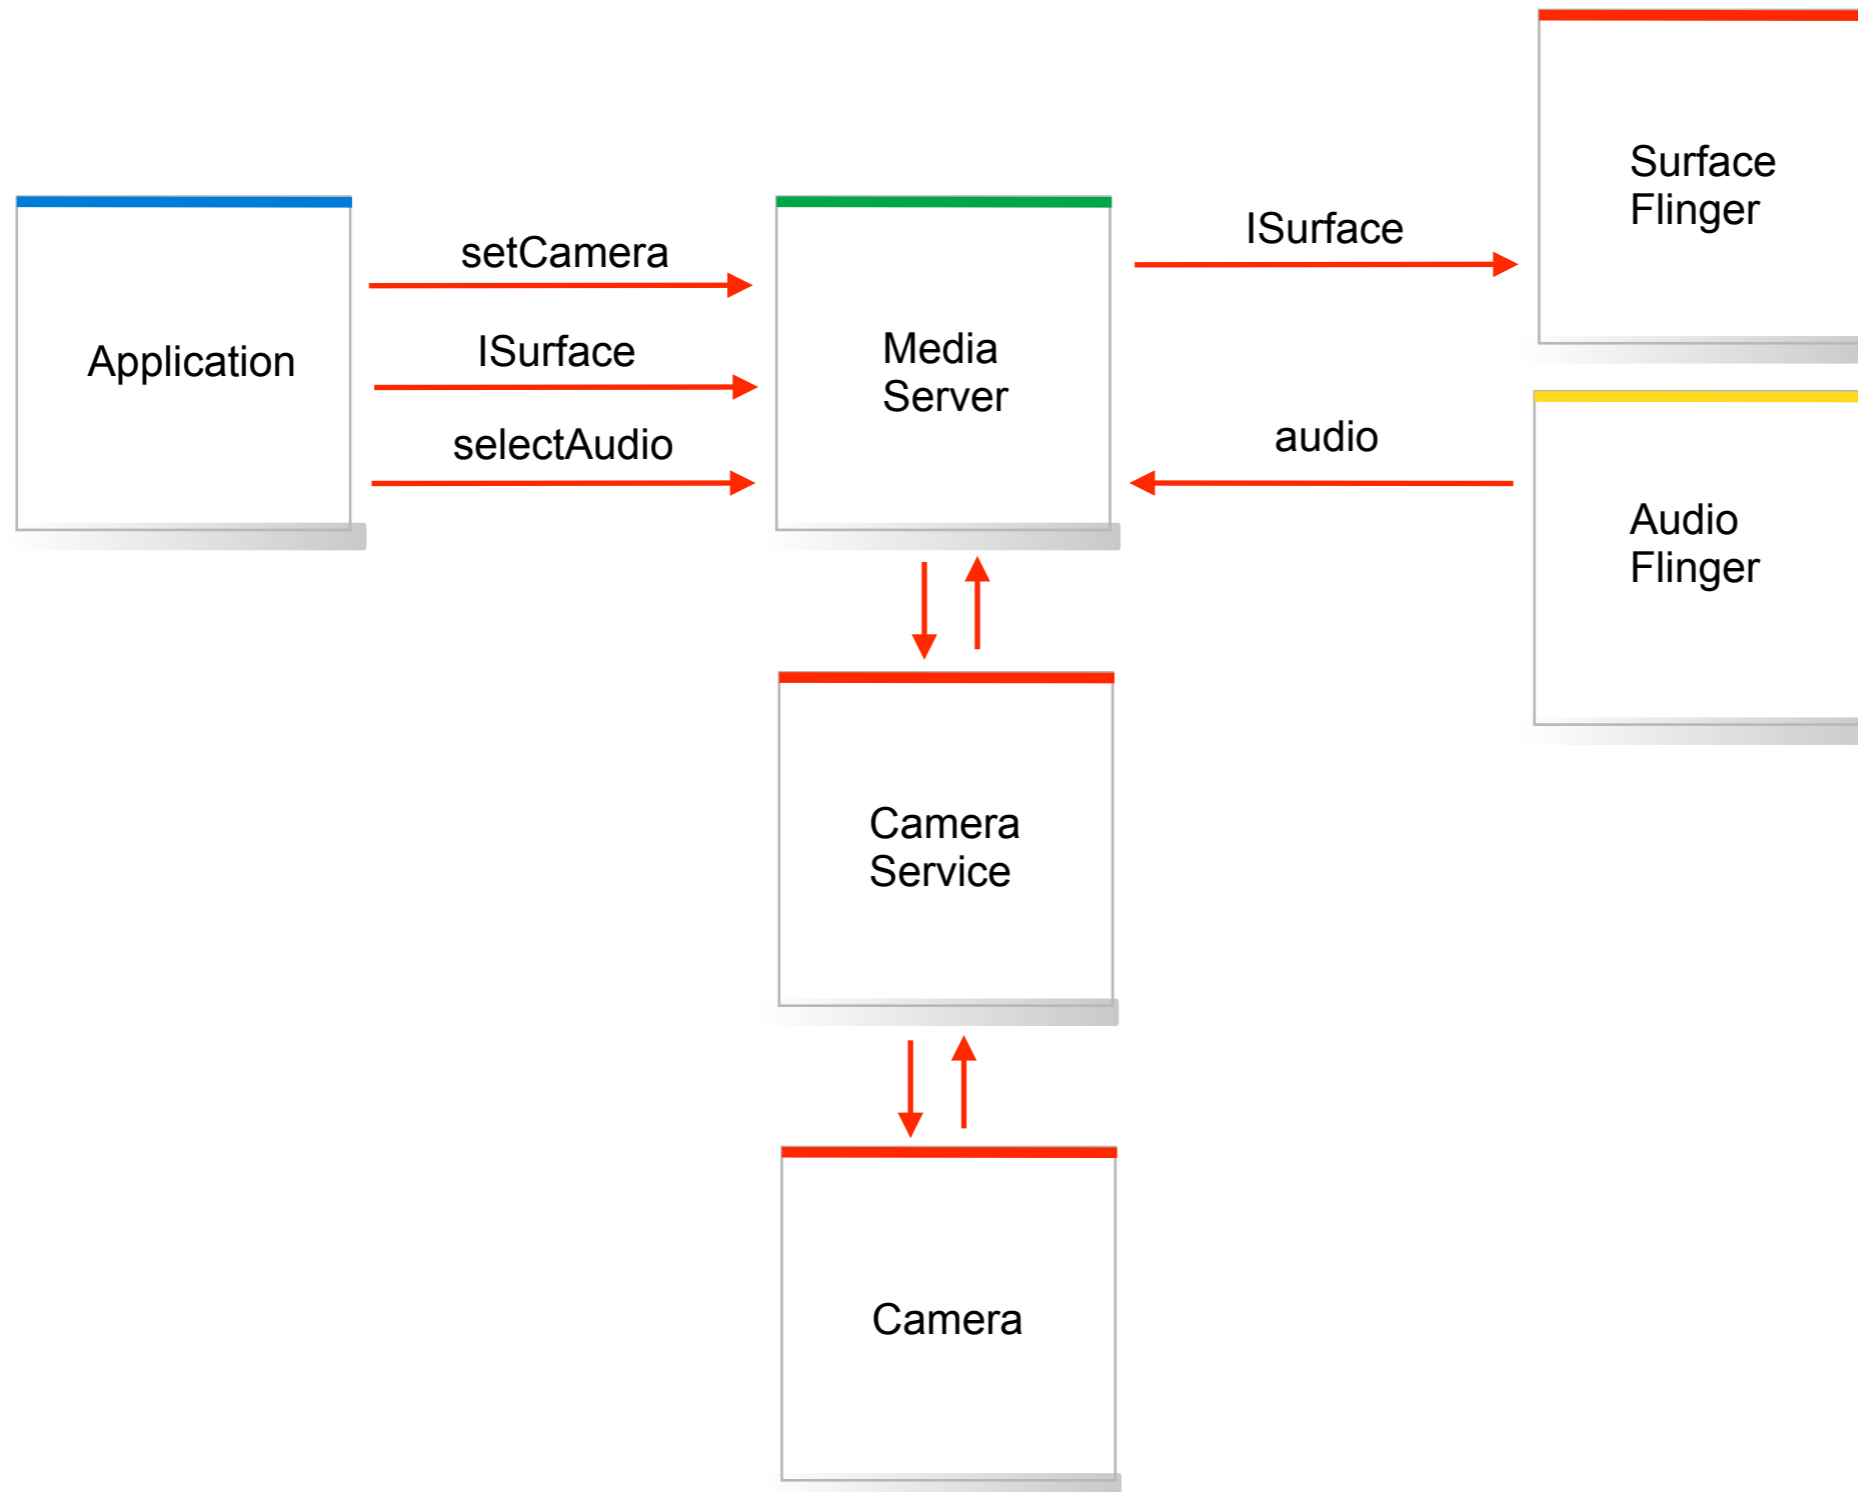 Application
setCamera
ISurface
selectAudio
Media
Server
ISurface
audio
Surface
Flinger
Audio
Flinger
Camera
Service
Camera